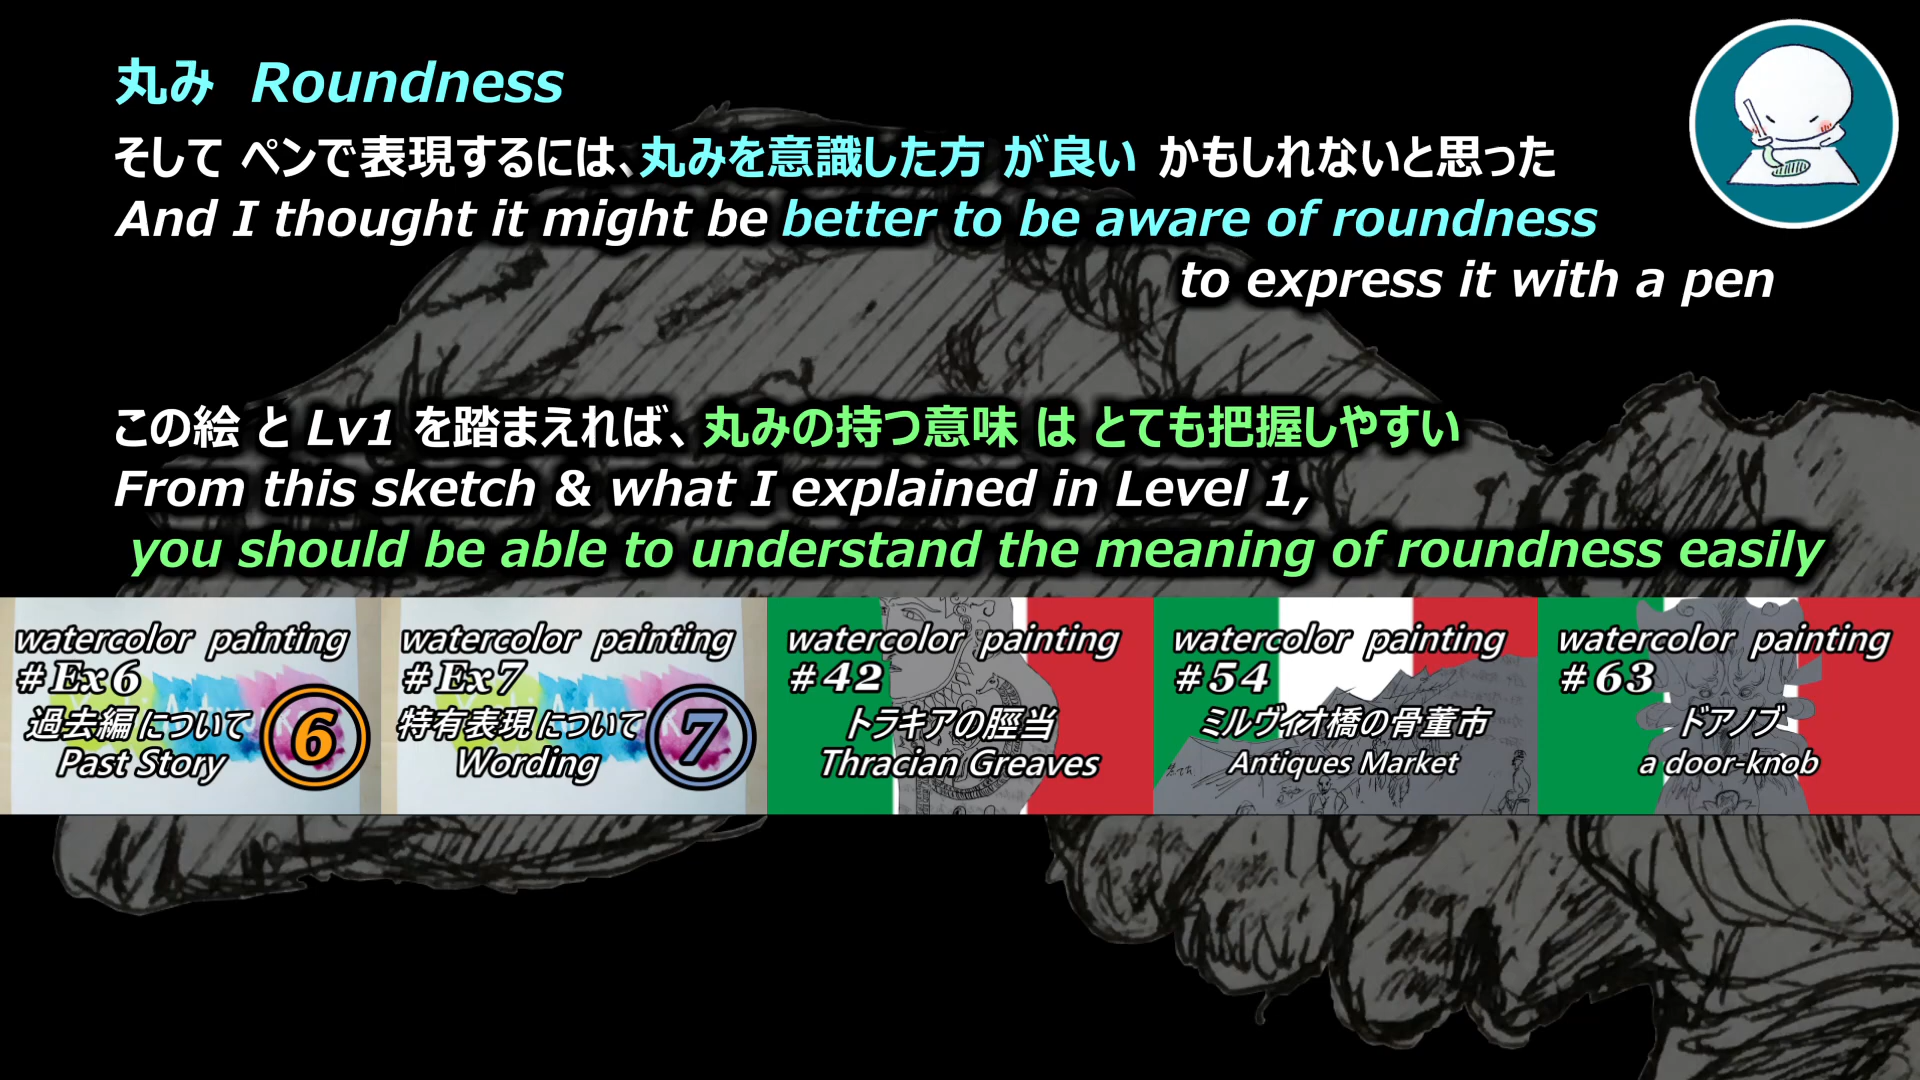 丸み Roundness
そして ペンで表現するには、丸みを意識した方 が良い かもしれないと思った
And I thought it might be better to be aware of roundness
to express it with a pen
この絵 と Lv1 を踏まえれば、丸みの持つ意味 は とても把握しやすい
From this sketch & what I explained in Level 1,
you should be able to understand the meaning of roundness easily
watercolor painting
#Ex6
過去編について
Past Story
6
watercolor painting
#Ex7
特有表現について
Wording
7
watercolor painting
#42
トラキアの脛当
Thracian Greaves
watercolor painting
#54
ミルヴィオ橋の骨董市
Antiques Market
watercolor painting
#63
ドアノブ
a door-knob